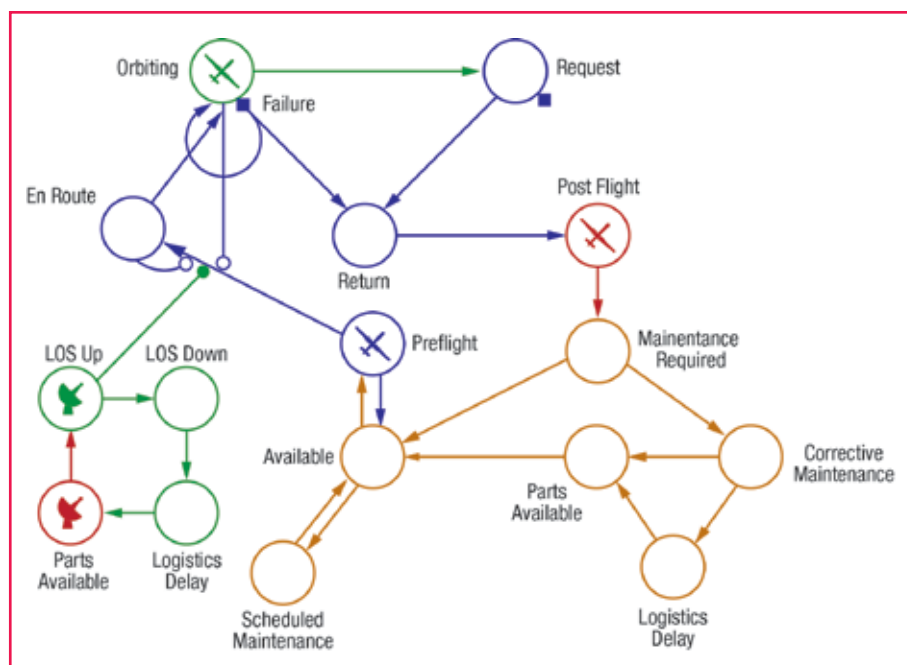 Orbiting
Request
Failure
Post Flight
En Route
Return
Preflight
Mainentance
Required
LOS Up
LOS Down
Available
Corrective
Maintenance
Parts
Available
Parts
Available
Logistics
Delay
Scheduled
Maintenance
Logistics
Delay